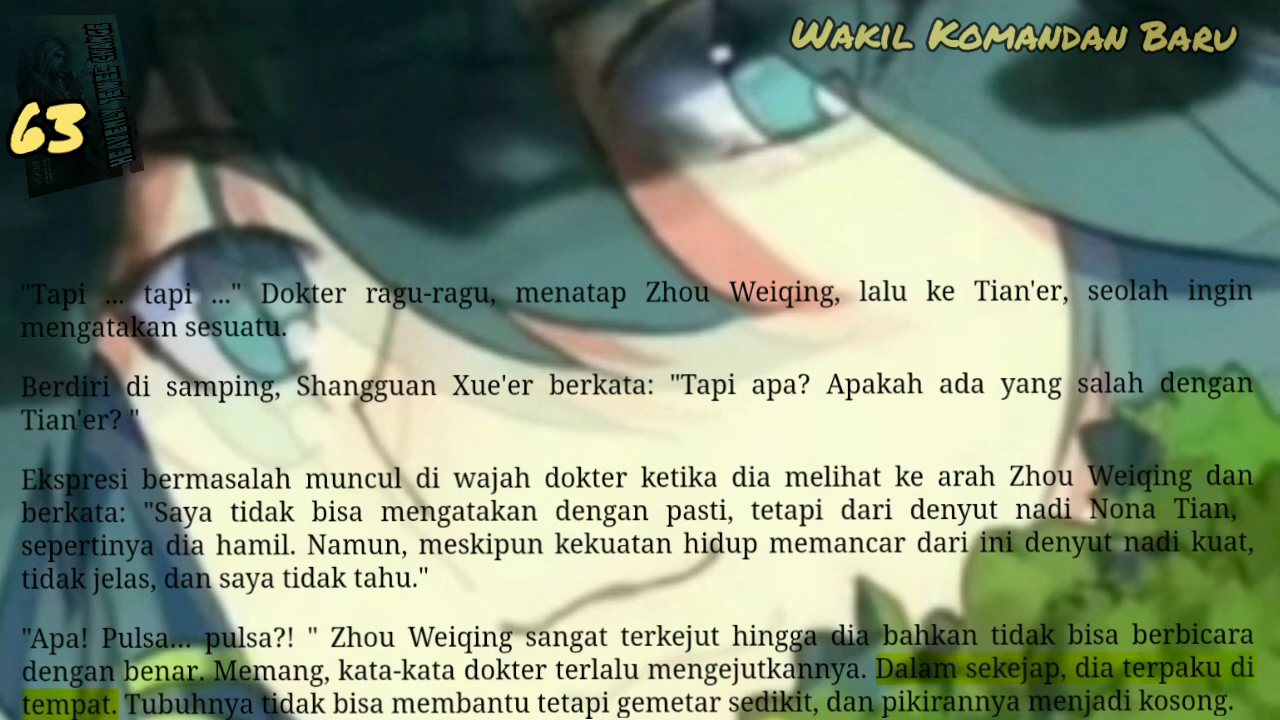 Wakil Komandan Baru
63
HEAVENLY JEWEL CHANGE
"Tapi ... tapi ..." Dokter ragu-ragu, menatap Zhou Weiqing, lalu ke Tian'er, seolah ingin
mengatakan sesuatu.
Berdiri di samping, Shangguan Xue'er berkata: "Tapi apa? Apakah ada yang salah dengan
Tian'er? "
Ekspresi bermasalah muncul di wajah dokter ketika dia melihat ke arah Zhou Weiqing dan
berkata: "Saya tidak bisa mengatakan dengan pasti, tetapi dari denyut nadi Nona Tian,
sepertinya dia hamil. Namun, meskipun kekuatan hidup memancar dari ini denyut nadi kuat,
tidak jelas, dan saya tidak tahu."
"Apa! Pulsa... pulsa?! " Zhou Weiqing sangat terkejut hingga dia bahkan tidak bisa berbicara
dengan benar. Memang, kata-kata dokter terlalu mengejutkannya. Dalam sekejap, dia terpaku di
tempat. Tubuhnya tidak bisa membantu tetapi gemetar sedikit, dan pikirannya menjadi kosong.